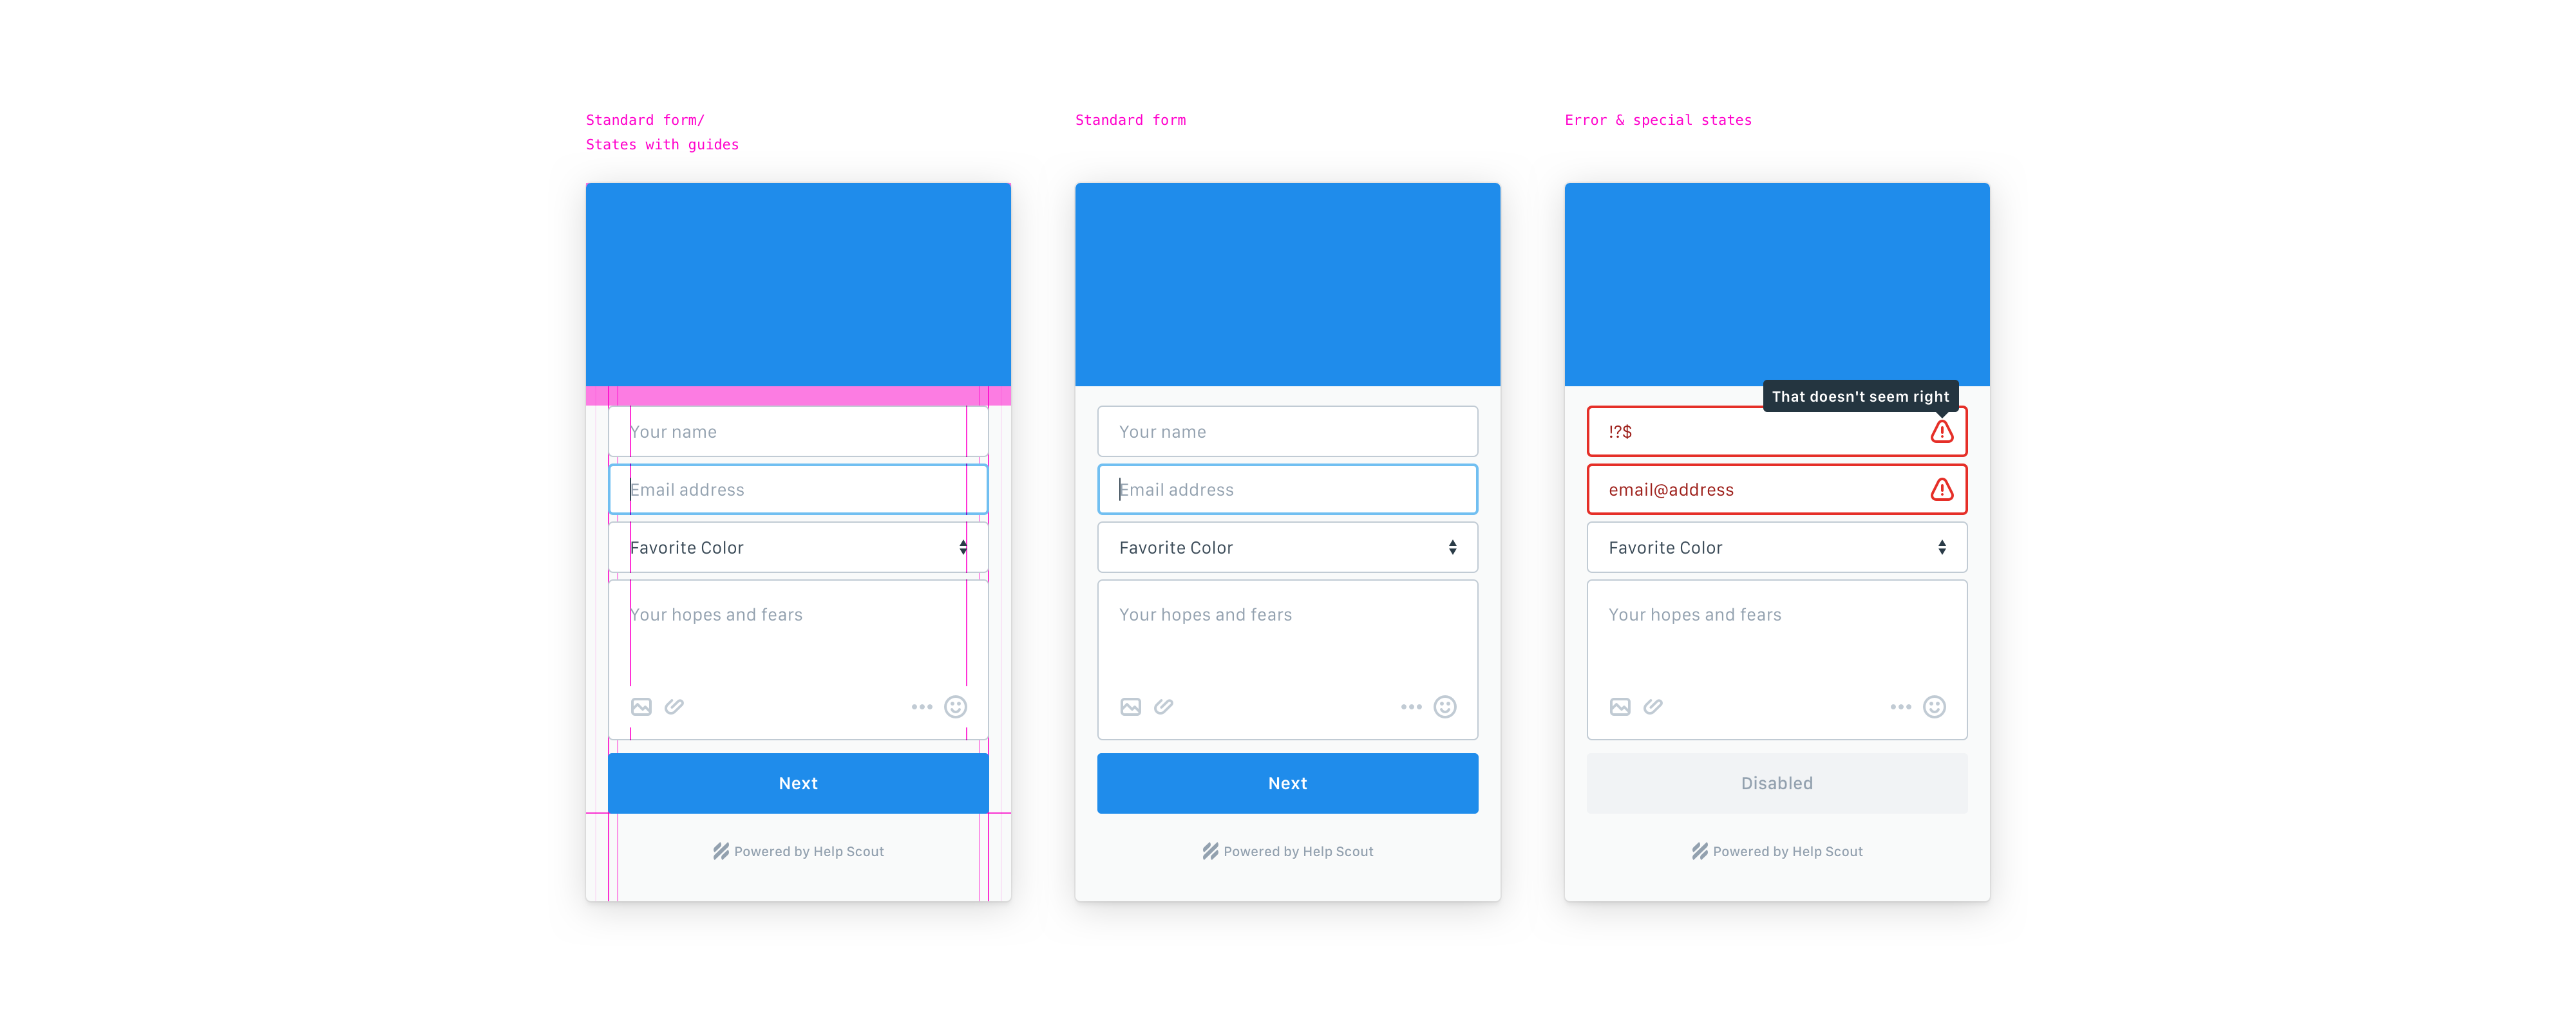 Standard form/
States with guides
Your name
Email address
Favorite Color
Your hopes and fears
Next
Powered by Help Scout
Standard form
Your name
Email address
Favorite Color
Your hopes and fears
Next
Powered by Help Scout
Error & special states
That doesn't seem right
!?$
email@address
Favorite Color
Your hopes and fears
Disabled
Powered by Help Scout